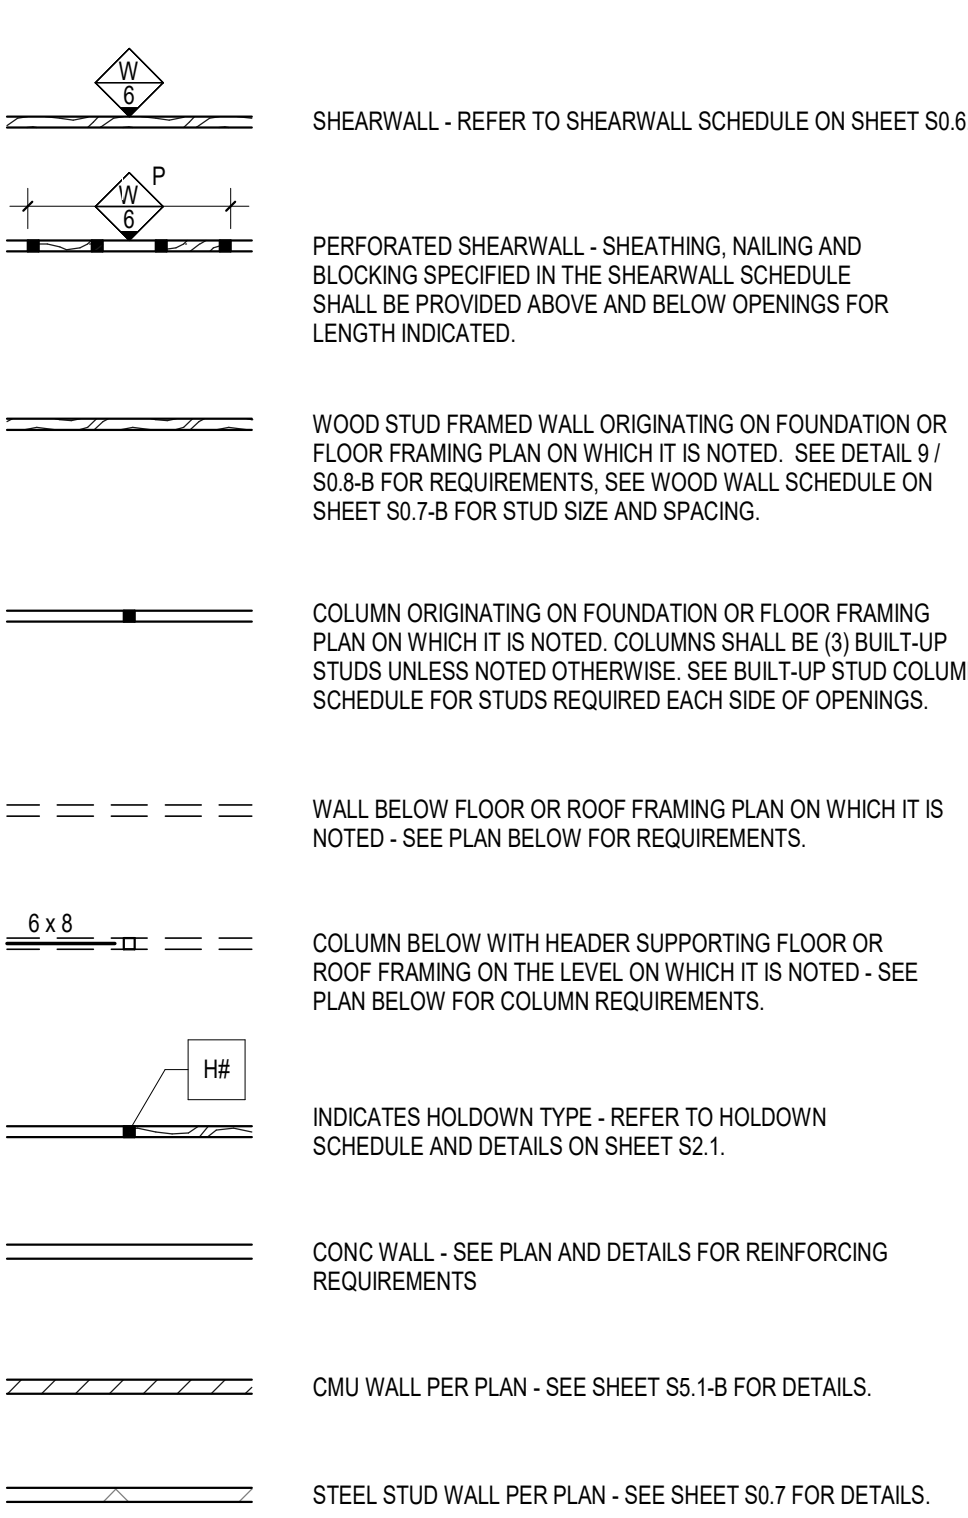 W
6
SHEARWALL - REFER TO SHEARWALL SCHEDULE ON SHEET S0.6
P
W
6
PERFORATED SHEARWALL - SHEATHING, NAILING AND
BLOCKING SPECIFIED IN THE SHEARWALL SCHEDULE
SHALL BE PROVIDED ABOVE AND BELOW OPENINGS FOR
LENGTH INDICATED.
WOOD STUD FRAMED WALL ORIGINATING ON FOUNDATION OR
FLOOR FRAMING PLAN ON WHICH IT IS NOTED. SEE DETAIL 9 /
S0.8-B FOR REQUIREMENTS, SEE WOOD WALL SCHEDULE ON
SHEET S0.7-B FOR STUD SIZE AND SPACING.
COLUMN ORIGINATING ON FOUNDATION OR FLOOR FRAMING
PLAN ON WHICH IT IS NOTED. COLUMNS SHALL BE (3) BUILT-UP
STUDS UNLESS NOTED OTHERWISE. SEE BUILT-UP STUD COLUM
SCHEDULE FOR STUDS REQUIRED EACH SIDE OF OPENINGS.
WALL BELOW FLOOR OR ROOF FRAMING PLAN ON WHICH IT IS
NOTED - SEE PLAN BELOW FOR REQUIREMENTS.
6 x 8
COLUMN BELOW WITH HEADER SUPPORTING FLOOR OR
ROOF FRAMING ON THE LEVEL ON WHICH IT IS NOTED - SEE
PLAN BELOW FOR COLUMN REQUIREMENTS.
H#
INDICATES HOLDOWN TYPE - REFER TO HOLDOWN
SCHEDULE AND DETAILS ON SHEET S2.1.
CONC WALL - SEE PLAN AND DETAILS FOR REINFORCING
REQUIREMENTS
CMU WALL PER PLAN - SEE SHEET S5.1-B FOR DETAILS.
STEEL STUD WALL PER PLAN - SEE SHEET S0.7 FOR DETAILS.